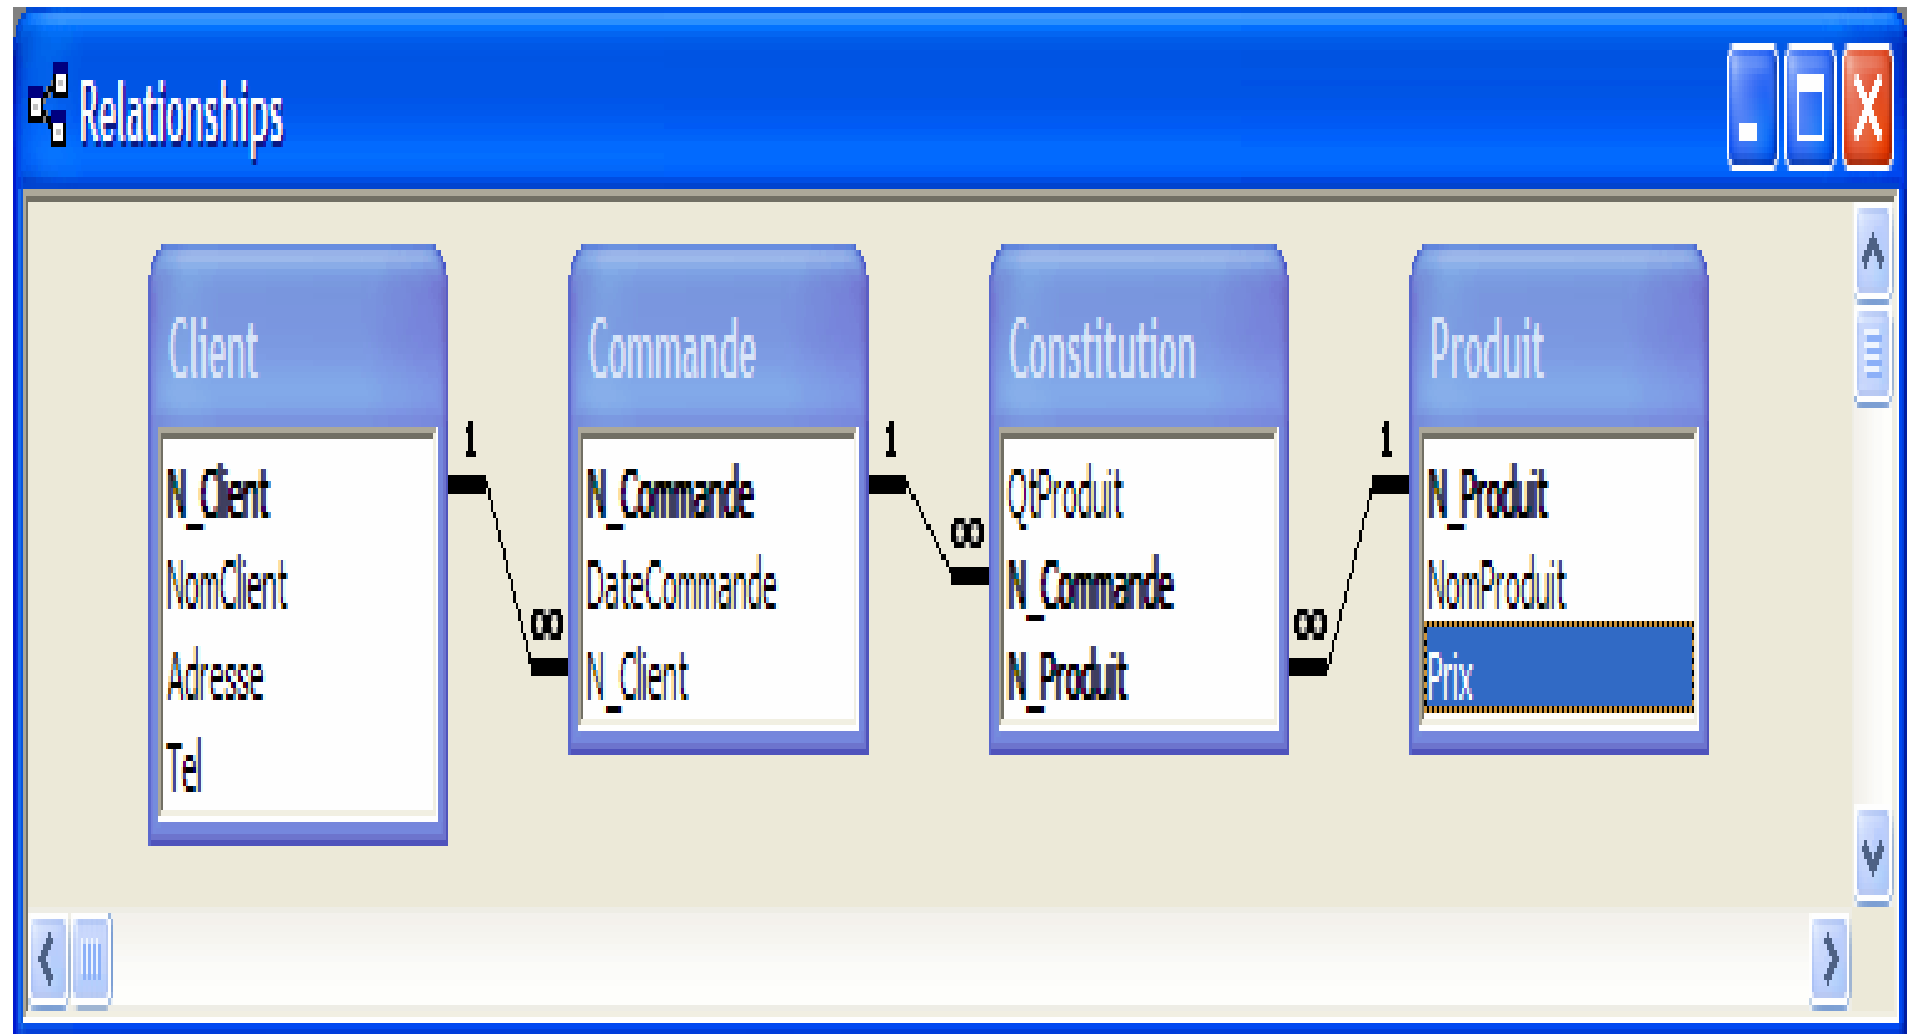 Relationships
Client
N_Client
NomClient
Adresse
Tel
1
∞
Commande
N_Commande
DateCommande
N_Client
1
∞
Constitution
QtProduit
N_Commande
N_Produit
∞
1
Produit
N_Produit
NomProduit
Prix